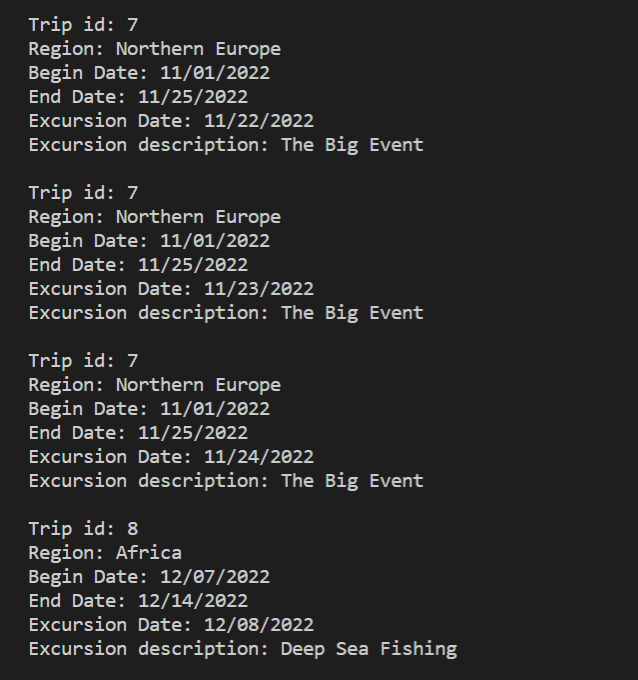 Trip id: 7
Region: Northern Europe
Begin Date: 11/01/2022
End Date: 11/25/2022
Excursion Date: 11/22/2022
Excursion description: The Big Event

Trip id: 7
Region: Northern Europe
Begin Date: 11/01/2022
End Date: 11/25/2022
Excursion Date: 11/23/2022
Excursion description: The Big Event

Trip id: 7
Region: Northern Europe
Begin Date: 11/01/2022
End Date: 11/25/2022
Excursion Date: 11/24/2022
Excursion description: The Big Event

Trip id: 8
Region: Africa
Begin Date: 12/07/2022
End Date: 12/14/2022
Excursion Date: 12/08/2022
Excursion description: Deep Sea Fishing